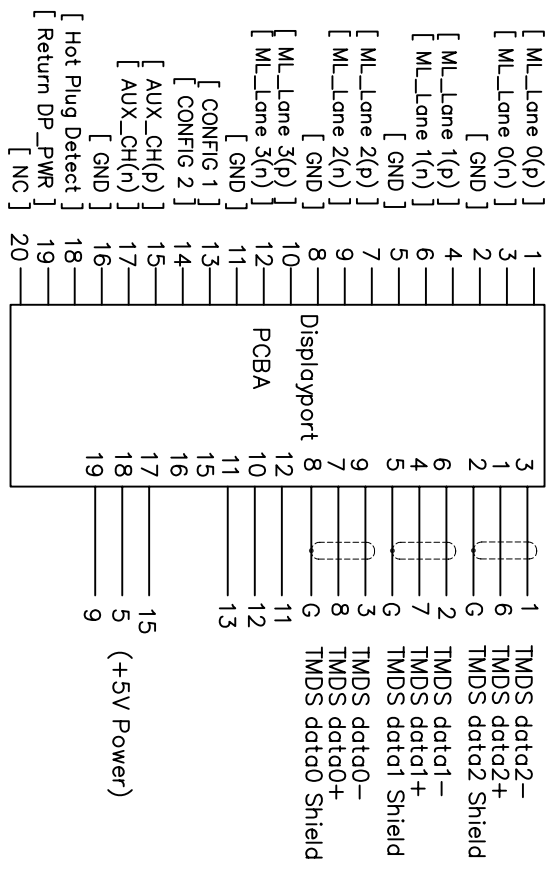 [ ML_Lane 0(p) ] 1 3 1 TMDS data2-
[ ML_Lane 0(n) ] 3 1 6 TMDS data2+
[ GND ] 2 2 G TMDS data2 Shield
[ ML_Lane 1(p) ] 4 6 2 TMDS data1-
[ ML_Lane 1(n) ] 6 4 7 TMDS data1+
[ GND ] 5 5 G TMDS data1 Shield
[ ML_Lane 2(p) ] 7 9 3 TMDS data0-
[ ML_Lane 2(n) ] 9 7 8 TMDS data0+
[ GND ] 8 Displayport 8 G TMDS data0 Shield
[ ML_Lane 3(p) ] 10 12 11
[ ML_Lane 3(n) ] 12 PCBA 10 12
[ GND ] 11 11 13
[ CONFIG 1 ] 13 15
[ CONFIG 2 ] 14 16
[ AUX_CH(p) ] 15 17 15
[ AUX_CH(n) ] 17 18 5 (+5V Power)
[ GND ] 16 19 9
[ Hot Plug Detect ] 18
[ Return DP_PWR ] 19
[ NC ] 20